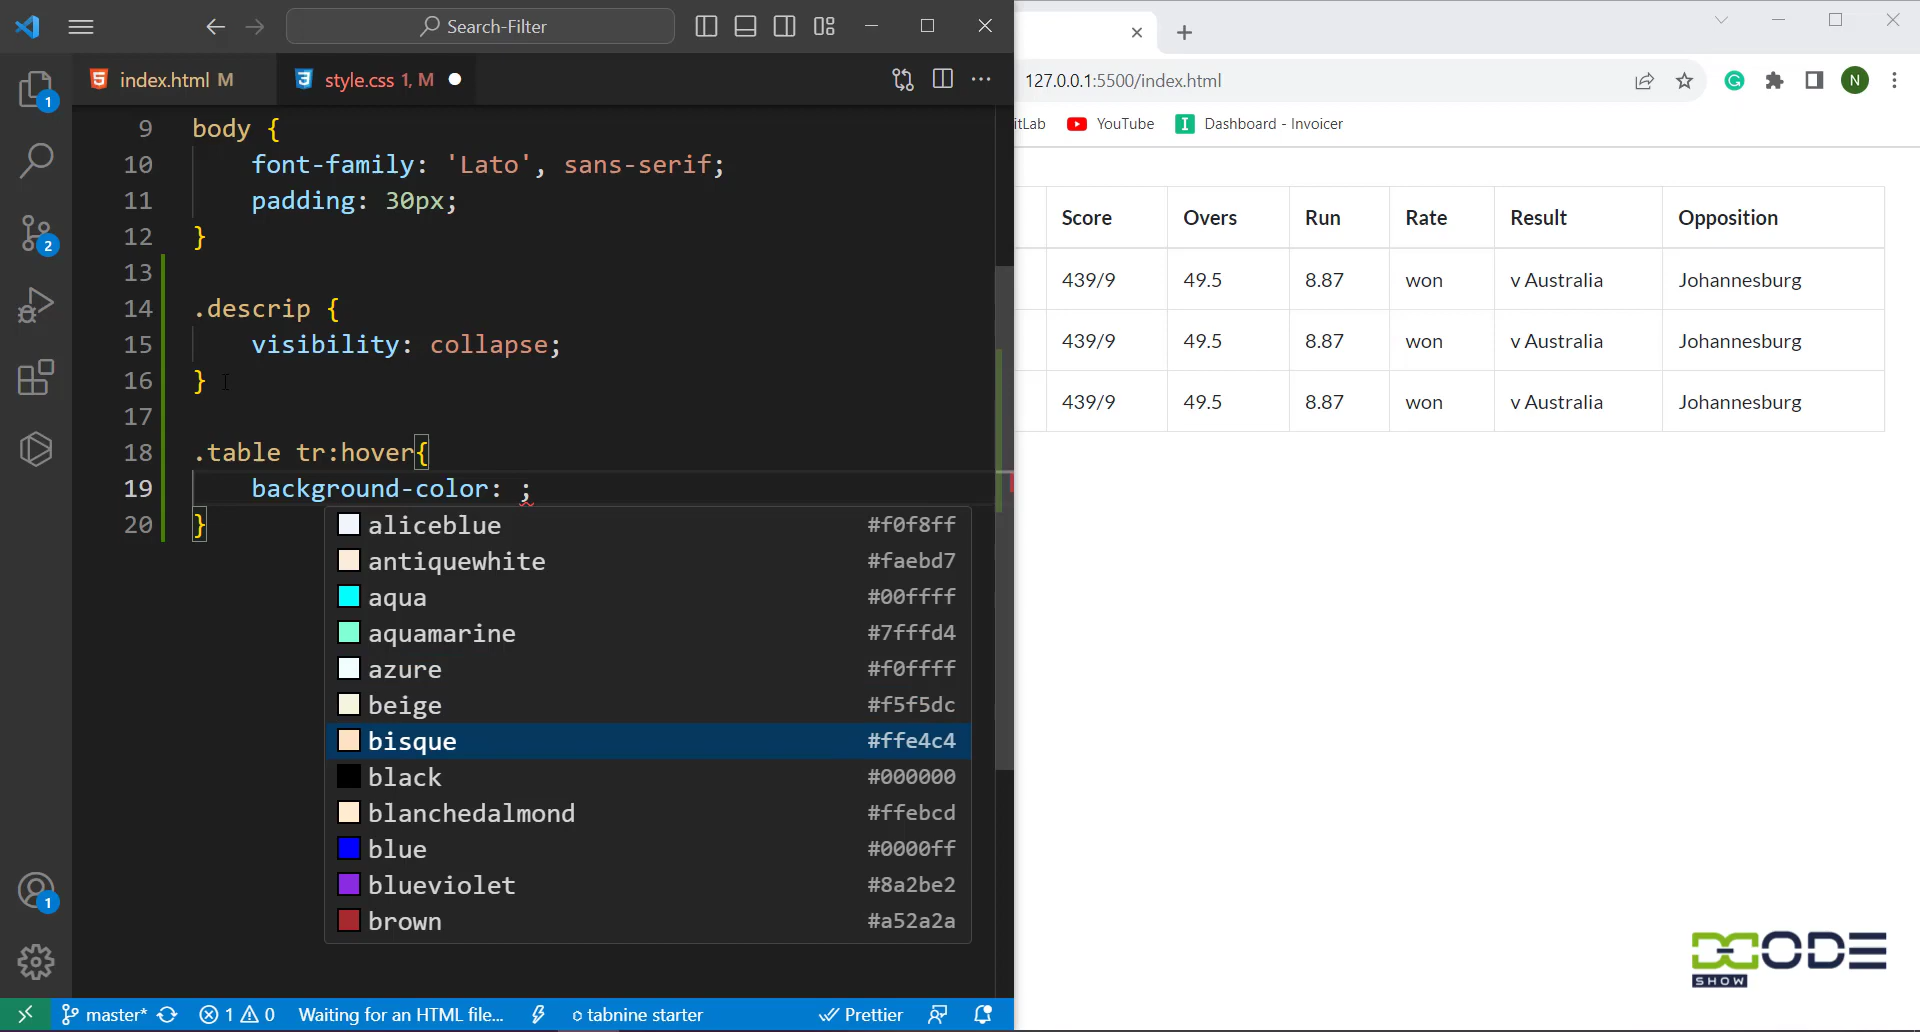 Search-Filter
index.html M
style.css 1, M
127.0.0.1:5500/index.html
itLab
YouTube
Dashboard - Invoicer
N
9 body {
10 font-family: 'Lato', sans-serif;
11 padding: 30px;
12 }
13
14 .descrip {
15 visibility: collapse;
16 }
17
18 .table tr:hover{
19 background-color: ;
20 }
aliceblue #f0f8ff
antiquewhite #faebd7
aqua #00ffff
aquamarine #7fffd4
azure #f0ffff
beige #f5f5dc
bisque #ffe4c4
black #000000
blanchedalmond #ffebcd
blue #0000ff
blueviolet #8a2be2
brown #a52a2a
1
2
1
Score Overs Run Rate Result Opposition
439/9 49.5 8.87 won v Australia Johannesburg
439/9 49.5 8.87 won v Australia Johannesburg
439/9 49.5 8.87 won v Australia Johannesburg
DCODE
SHOW
master* 1 0 Waiting for an HTML file... tabnine starter Prettier